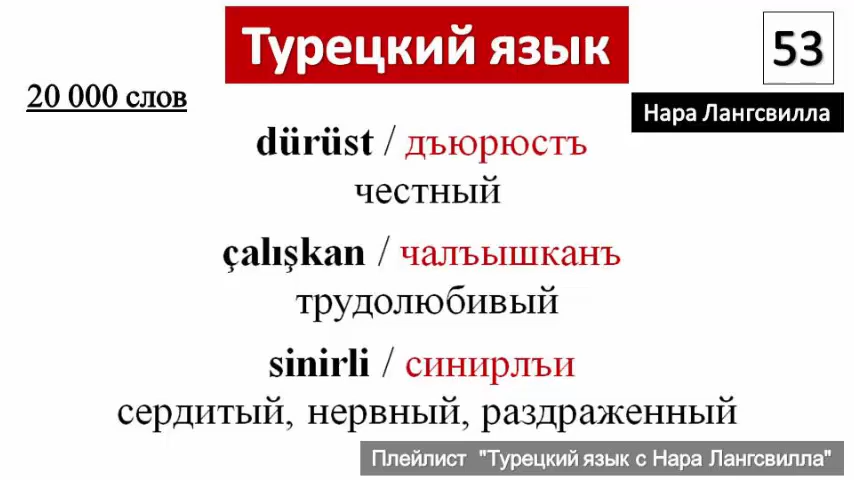 Турецкий язык
53
20 000 слов
Нара Лангсвилла
dürüst / дъюрюстъ
честный
çalışkan / чалъышканъ
трудолюбивый
sinirli / синирлъи
сердитый, нервный, раздраженный
Плейлист "Турецкий язык с Нара Лангсвилла"